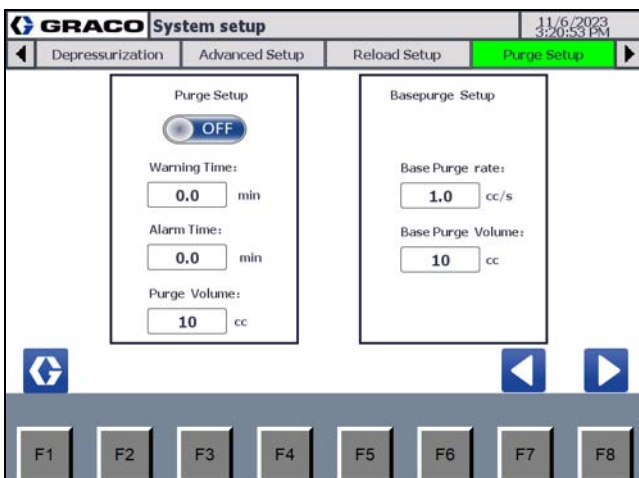 GRACO System setup 11/6/2023
3:20:53 PM
Depressurization Advanced Setup Reload Setup Purge Setup
Purge Setup
OFF
Warning Time:
0.0 min
Alarm Time:
0.0 min
Purge Volume:
10 cc
Basepurge Setup
Base Purge rate:
1.0 cc/s
Base Purge Volume:
10 cc
F1 F2 F3 F4 F5 F6 F7 F8